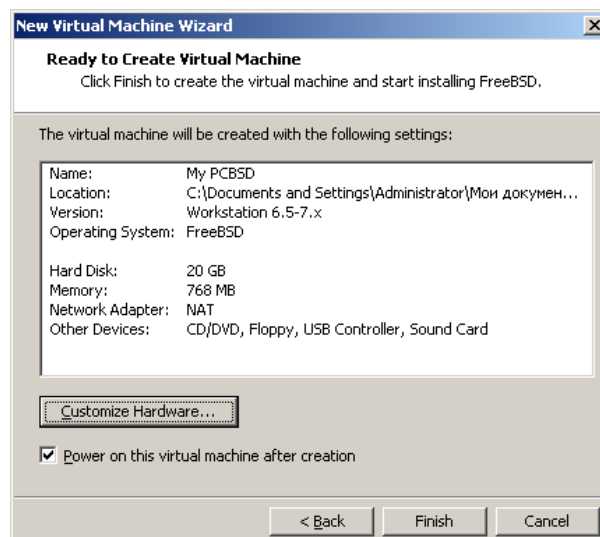 New Virtual Machine Wizard
Ready to Create Virtual Machine
Click Finish to create the virtual machine and start installing FreeBSD.
The virtual machine will be created with the following settings:
Name: My PCBSD
Location: C:\Documents and Settings\Administrator\Мои докумен...
Version: Workstation 6.5-7.x
Operating System: FreeBSD
Hard Disk: 20 GB
Memory: 768 MB
Network Adapter: NAT
Other Devices: CD/DVD, Floppy, USB Controller, Sound Card
Customize Hardware...
Power on this virtual machine after creation
< Back Finish Cancel